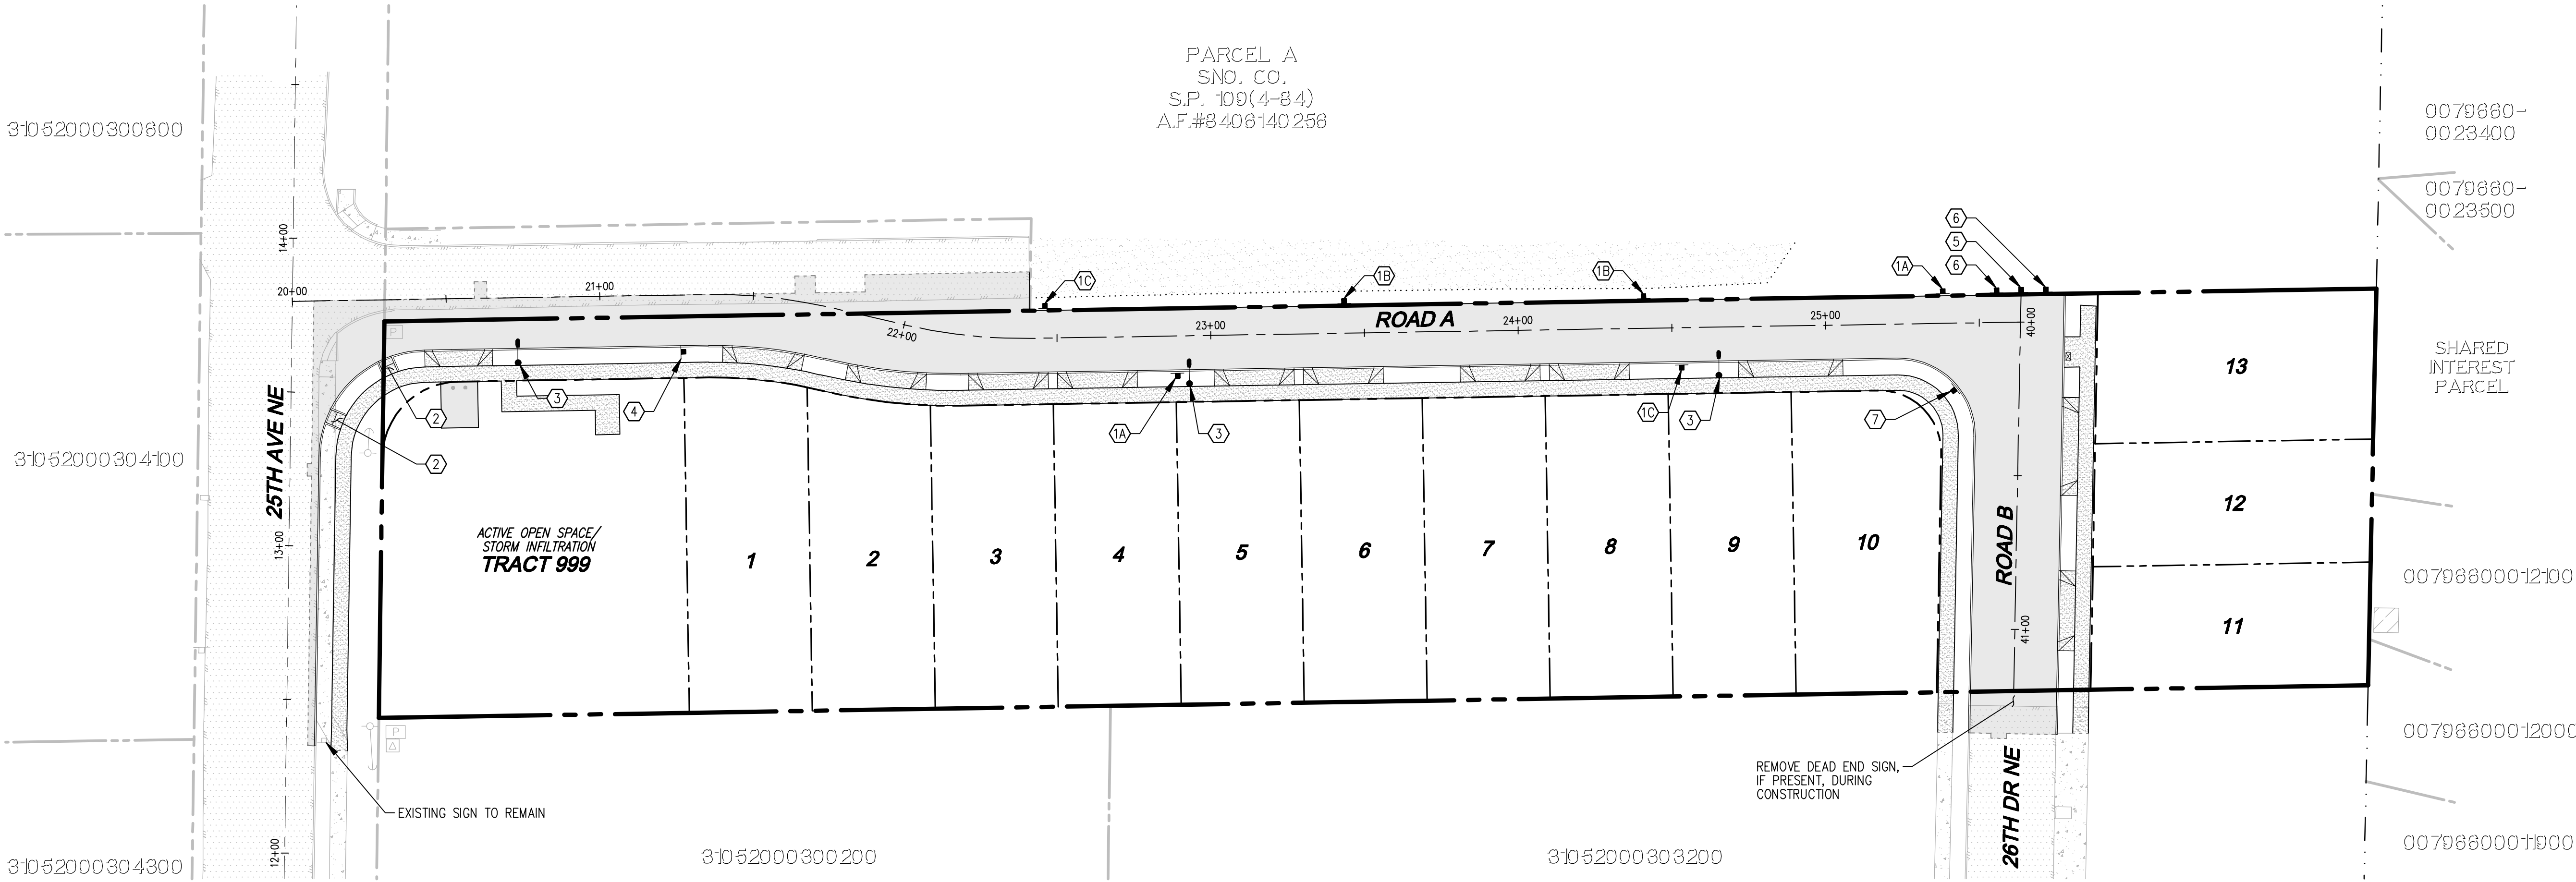 PARCEL A
SNO. CO.
S.P. 109(4-84)
A.F.#8406140256
31052000300600
0079660-
0023400
0079660-
0023500
14+00
20+00
21+00
22+00
23+00
24+00
25+00
40+00
1C
1B
1B
1A
6
5
6
ROAD A
P
3
4
2
2
1A
3
1C
3
7
25TH AVE NE
13+00
12+00
31052000304100
ACTIVE OPEN SPACE/
STORM INFILTRATION
TRACT 999
1
2
3
4
5
6
7
8
9
10
ROAD B
41+00
13
12
11
SHARED
INTEREST
PARCEL
00796600012100
00796600012000
00796600011900
P
EXISTING SIGN TO REMAIN
REMOVE DEAD END SIGN,
IF PRESENT, DURING
CONSTRUCTION
26TH DR NE
31052000304300
31052000300200
31052000303200